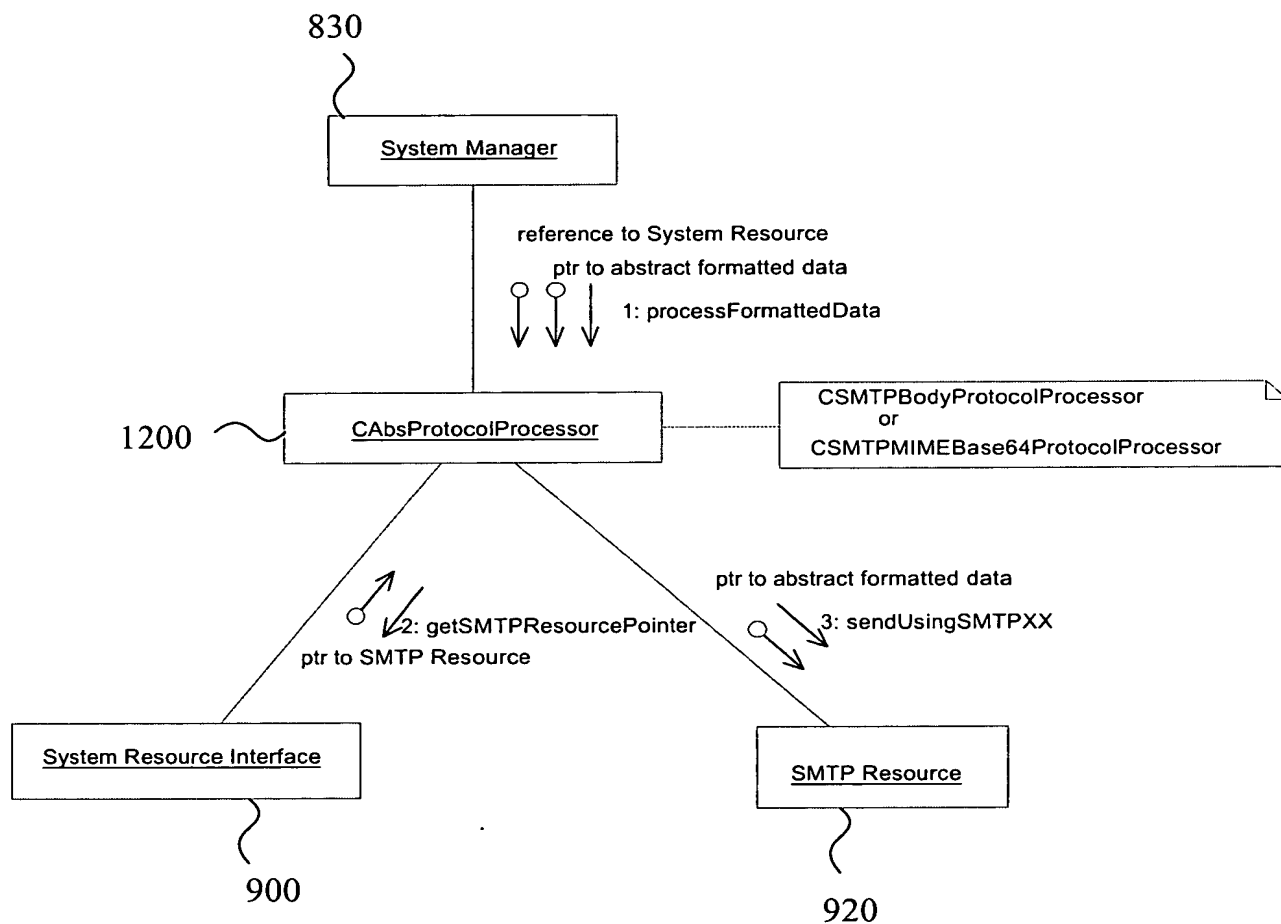 830
System Manager
reference to System Resource
ptr to abstract formatted data
1: processFormattedData
1200
CAbsProtocolProcessor
CSMTPBodyProtocolProcessor
or
CSMTPMIMEBase64ProtocolProcessor
ptr to abstract formatted data
3: sendUsingSMTPXX
2: getSMTPResourcePointer
ptr to SMTP Resource
System Resource Interface
SMTP Resource
900
920